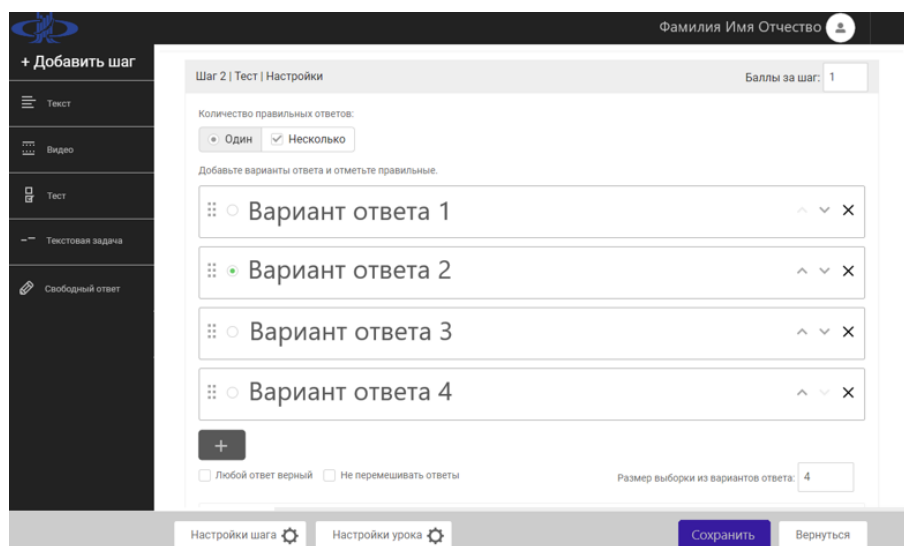 Фамилия Имя Отчество
+ Добавить шаг
Текст
Видео
Тест
Текстовая задача
Свободный ответ
Шаг 2 | Тест | Настройки
Баллы за шаг: 1
Количество правильных ответов:
Один Несколько
Добавьте варианты ответа и отметьте правильные.
Вариант ответа 1
Вариант ответа 2
Вариант ответа 3
Вариант ответа 4
+
Любой ответ верный Не перемешивать ответы
Размер выборки из вариантов ответа: 4
Настройки шага Настройки урока Сохранить Вернуться